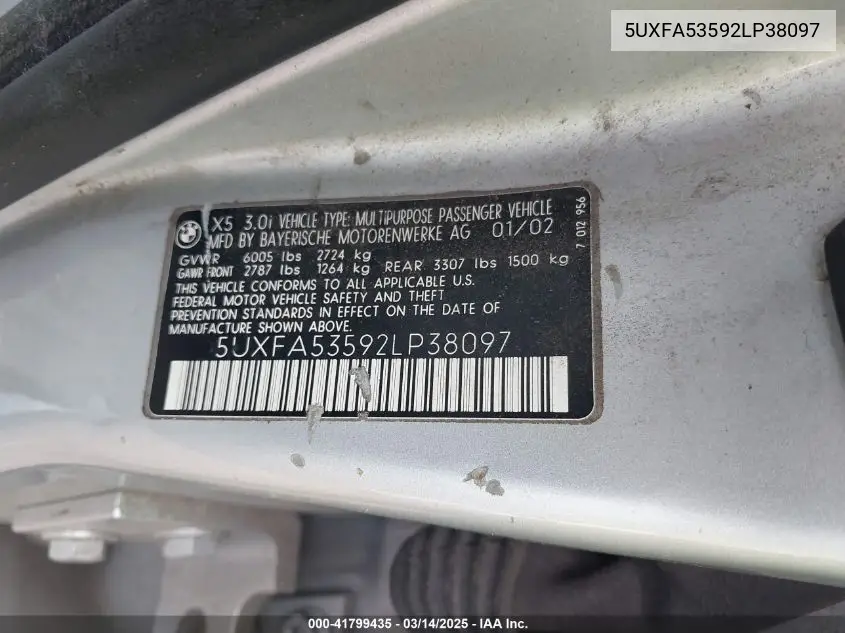 5UXFA53592LP38097
X5 3.0i VEHICLE TYPE: MULTIPURPOSE PASSENGER VEHICLE
MFD BY BAYERISCHE MOTORENWERKE AG 01/02
GVWR 6005 lbs 2724 kg
GAWR FRONT 2787 lbs 1264 kg REAR 3307 lbs 1500 kg
THIS VEHICLE CONFORMS TO ALL APPLICABLE U.S.
FEDERAL MOTOR VEHICLE SAFETY AND THEFT
PREVENTION STANDARDS IN EFFECT ON THE DATE OF
MANUFACTURE SHOWN ABOVE.
5UXFA53592LP38097
7 012 956
000-41799435 - 03/14/2025 - IAA Inc.